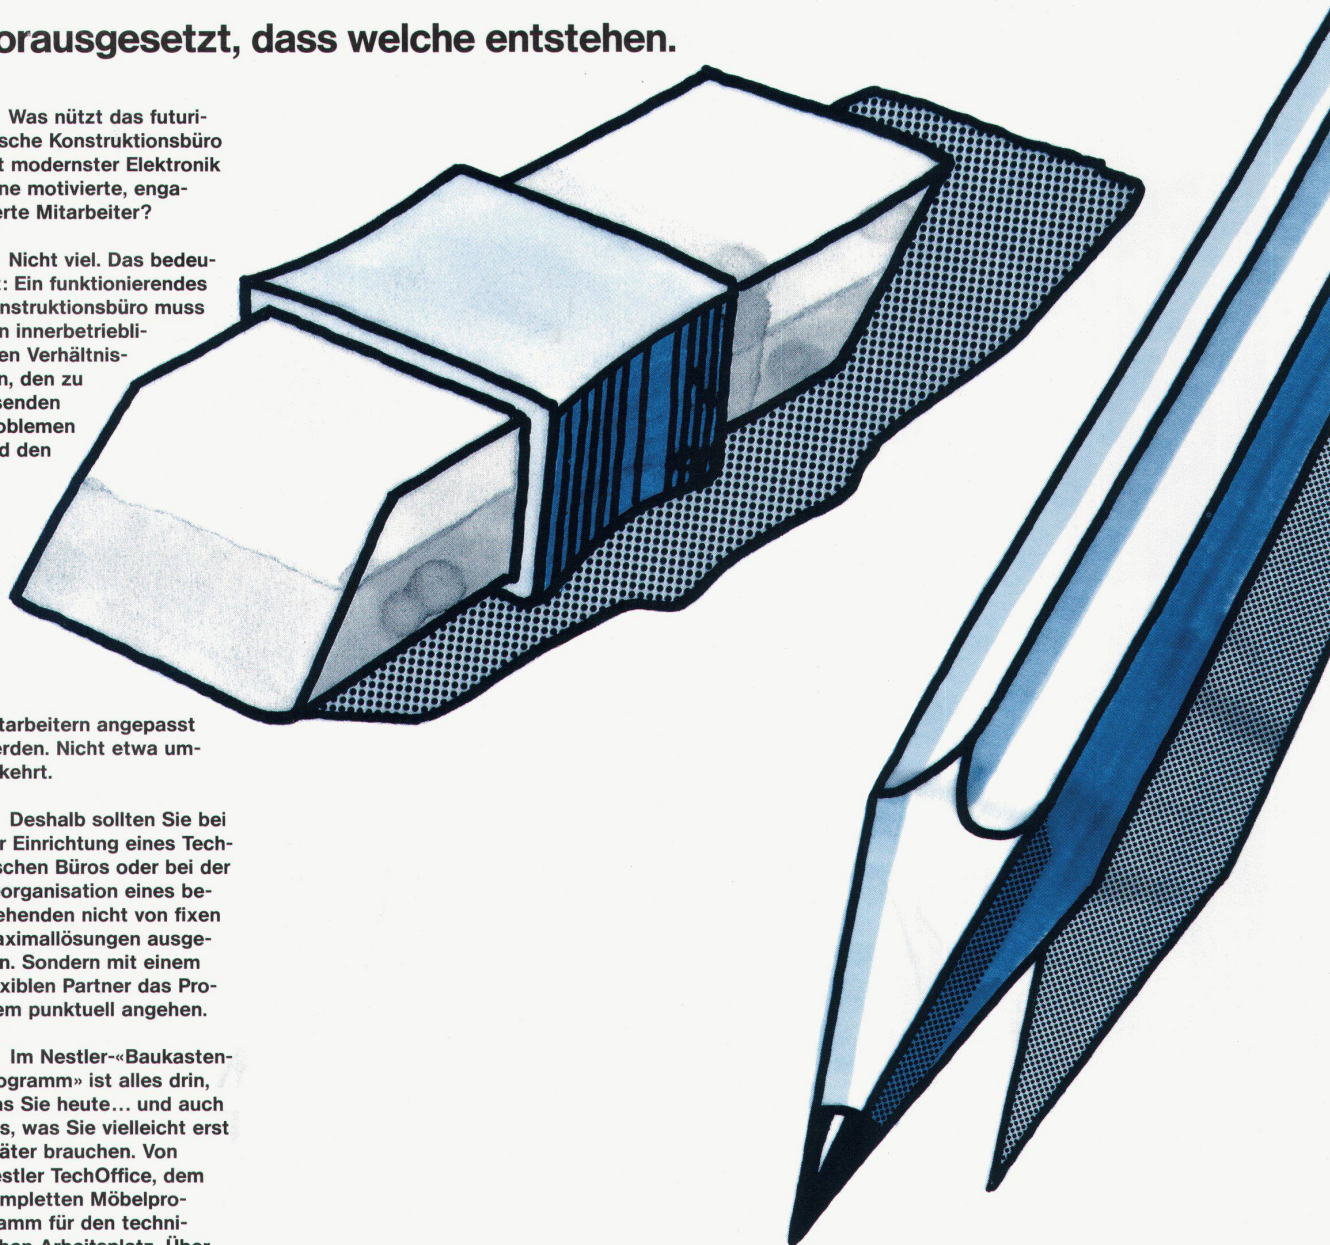 orausgesetzt, dass welche entstehen.
Was nützt das futuri-
sche Konstruktionsbüro
t modernster Elektronik
ne motivierte, enga-
erte Mitarbeiter?
Nicht viel. Das bedeu-
: Ein funktionierendes
nstruktionsbüro muss
n innerbetriebli-
en Verhältnis-
n, den zu
senden
oblemen
d den
tarbeitern angepasst
erden. Nicht etwa um-
kehrt.
Deshalb sollten Sie bei
r Einrichtung eines Tech-
schen Büros oder bei der
organisation eines be-
ehenden nicht von fixen
aximallösungen ausge-
n. Sondern mit einem
xiblen Partner das Pro-
em punktuell angehen.
Im Nestler-«Baukasten-
ogramm» ist alles drin,
as Sie heute... und auch
s, was Sie vielleicht erst
äter brauchen. Von
estler TechOffice, dem
mpletten Möbelpro-
amm für den techni-
hen Arbeitsplatz. Über